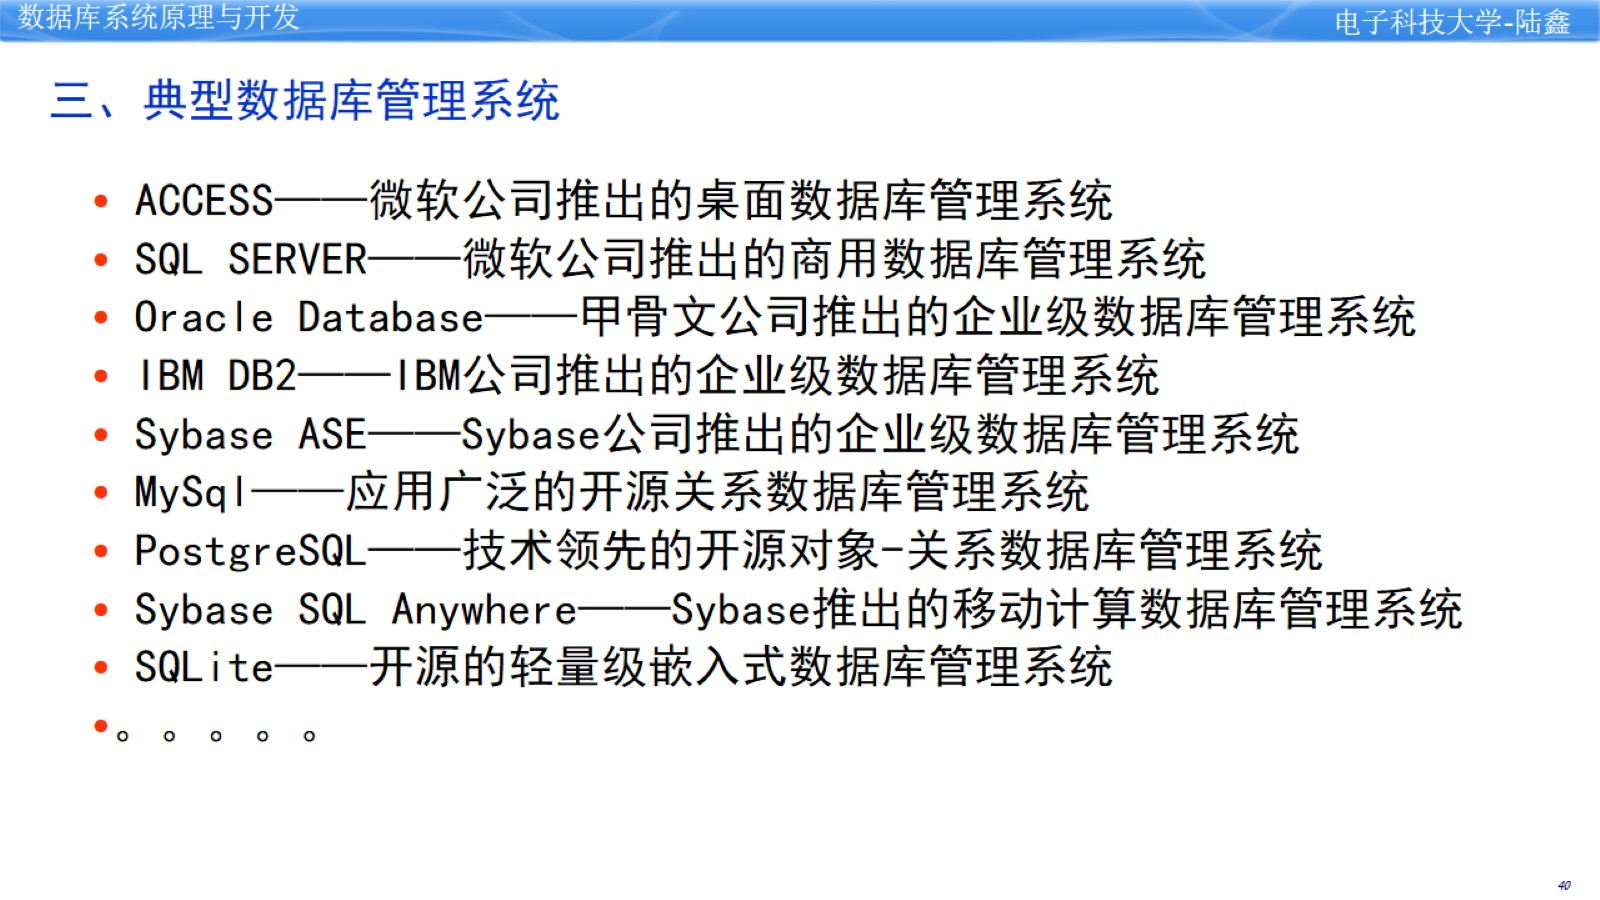 数据库系统原理与开发
电子科技大学-陆鑫
三、典型数据库管理系统
• ACCESS——微软公司推出的桌面数据库管理系统
• SQL SERVER——微软公司推出的商用数据库管理系统
• Oracle Database——甲骨文公司推出的企业级数据库管理系统
• IBM DB2——IBM公司推出的企业级数据库管理系统
• Sybase ASE——Sybase公司推出的企业级数据库管理系统
• MySql——应用广泛的开源关系数据库管理系统
• PostgreSQL——技术领先的开源对象-关系数据库管理系统
• Sybase SQL Anywhere——Sybase推出的移动计算数据库管理系统
• SQLite——开源的轻量级嵌入式数据库管理系统
•。。。。。
40